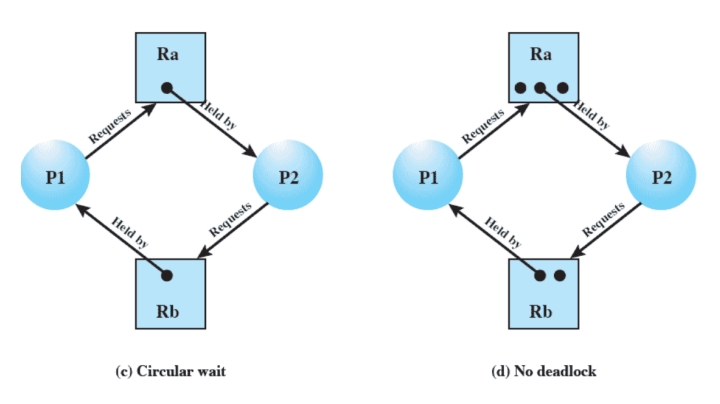 Ra
Requests
Held by
P1
P2
Held by
Requests
Rb
(c) Circular wait
Ra
Requests
Held by
P1
P2
Held by
Requests
Rb
(d) No deadlock